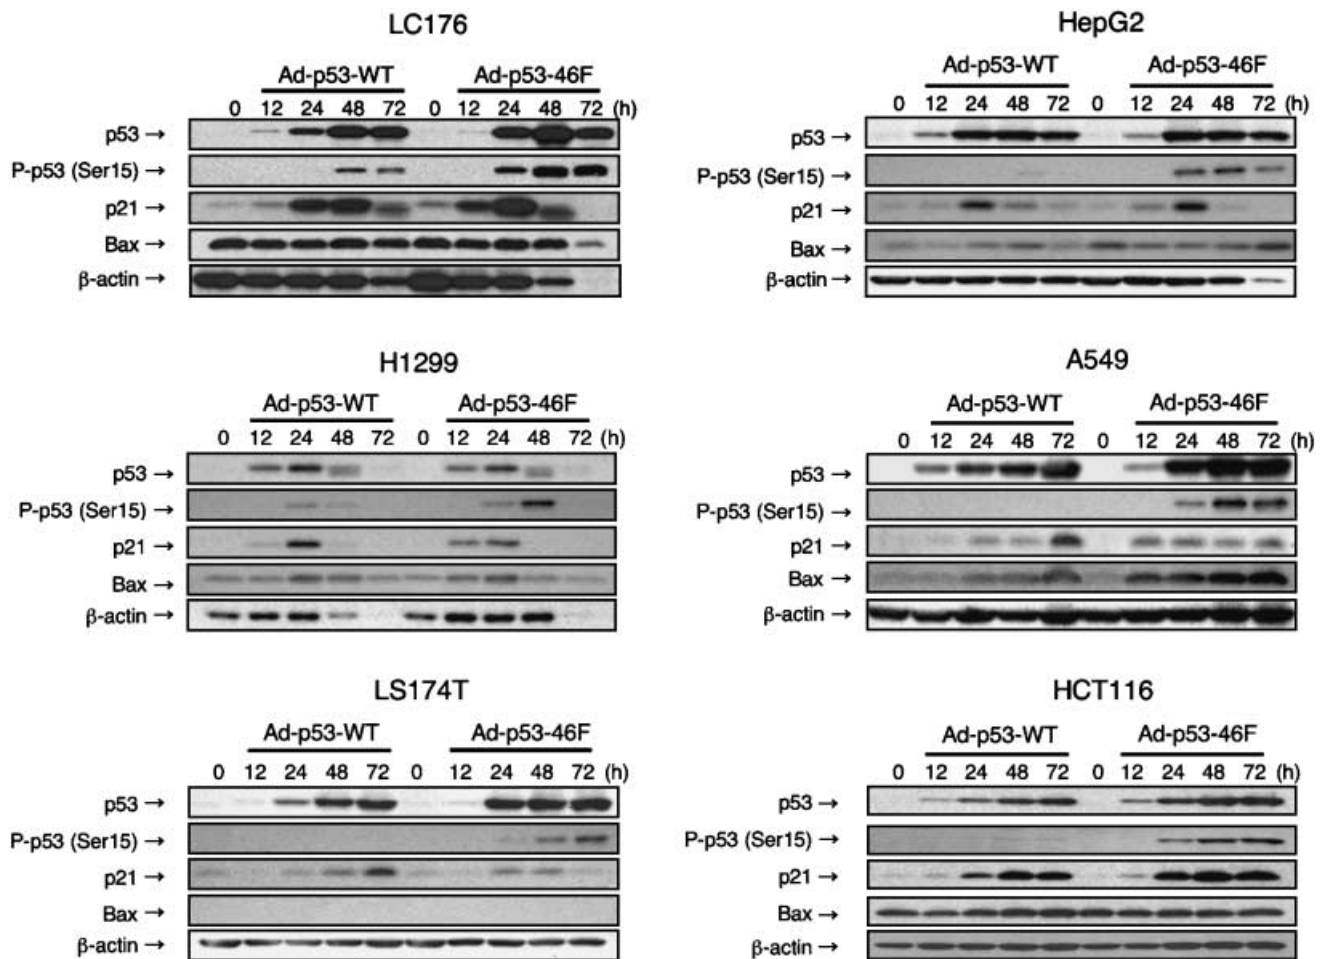 LC176
Ad-p53-WT Ad-p53-46F
0 12 24 48 72 0 12 24 48 72 (h)
p53 →
P-p53 (Ser15) →
p21 →
Bax →
β-actin →
HepG2
Ad-p53-WT Ad-p53-46F
0 12 24 48 72 0 12 24 48 72 (h)
p53 →
P-p53 (Ser15) →
p21 →
Bax →
β-actin →
H1299
Ad-p53-WT Ad-p53-46F
0 12 24 48 72 0 12 24 48 72 (h)
p53 →
P-p53 (Ser15) →
p21 →
Bax →
β-actin →
A549
Ad-p53-WT Ad-p53-46F
0 12 24 48 72 0 12 24 48 72 (h)
p53 →
P-p53 (Ser15) →
p21 →
Bax →
β-actin →
LS174T
Ad-p53-WT Ad-p53-46F
0 12 24 48 72 0 12 24 48 72 (h)
p53 →
P-p53 (Ser15) →
p21 →
Bax →
β-actin →
HCT116
Ad-p53-WT Ad-p53-46F
0 12 24 48 72 0 12 24 48 72 (h)
p53 →
P-p53 (Ser15) →
p21 →
Bax →
β-actin →